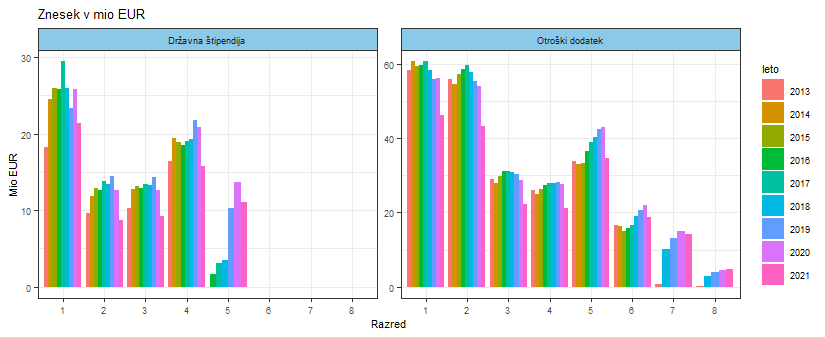 Znesek v mio EUR
Državna štipendija
Otroški dodatek
Mio EUR
30
20
10
0
60
40
20
0
1 2 3 4 5 6 7 8
1 2 3 4 5 6 7 8
Razred
leto
2013
2014
2015
2016
2017
2018
2019
2020
2021